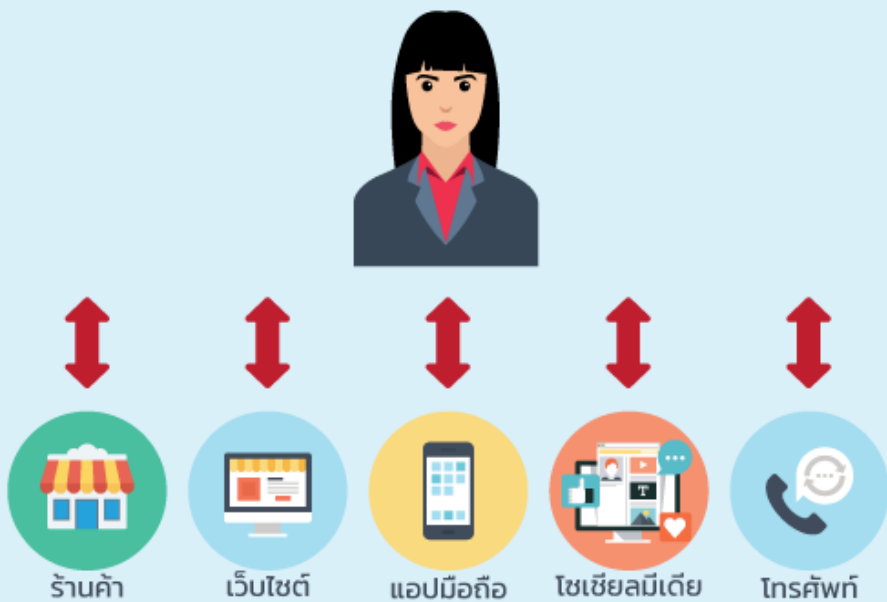 ร้านค้า
เว็บไซต์
แอปมือถือ
โซเชียลมีเดีย
โทรศัพท์